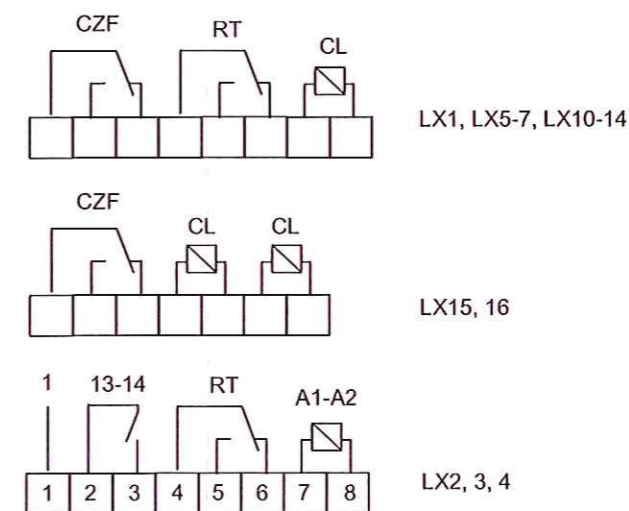 CZF RT CL
LX1, LX5-7, LX10-14
CZF CL CL
LX15, 16
1 13-14 RT A1-A2
1 2 3 4 5 6 7 8 LX2, 3, 4